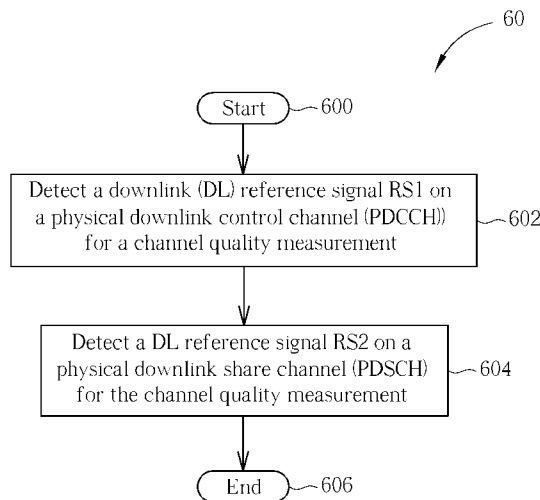 60
Start
600
Detect a downlink (DL) reference signal RS1 on
a physical downlink control channel (PDCCH))
for a channel quality measurement
602
Detect a DL reference signal RS2 on a
physical downlink share channel (PDSCH)
for the channel quality measurement
604
End
606